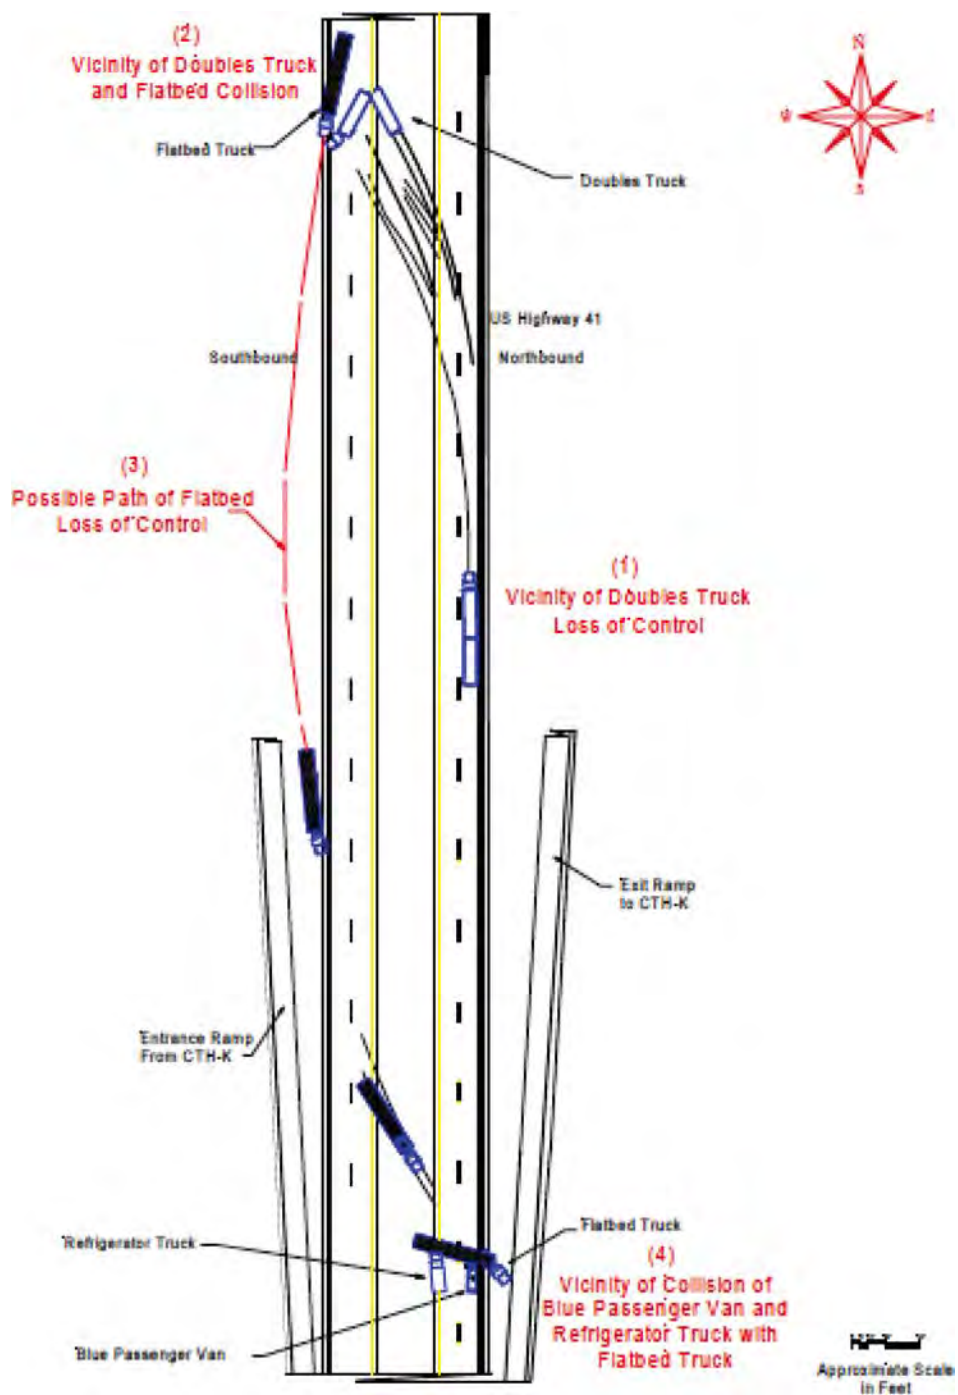 (2)
Vicinity of Doubles Truck
and Flatbed Collision
N
W
E
S
Flatbed Truck
Doubles Truck
US Highway 41
Southbound
Northbound
(3)
Possible Path of Flatbed
Loss of Control
(1)
Vicinity of Doubles Truck
Loss of Control
Exit Ramp
to CTH-K
Entrance Ramp
From CTH-K
Flatbed Truck
Refrigerator Truck
(4)
Vicinity of Collision of
Blue Passenger Van and
Refrigerator Truck with
Flatbed Truck
Blue Passenger Van
Approximate Scale
in Feet